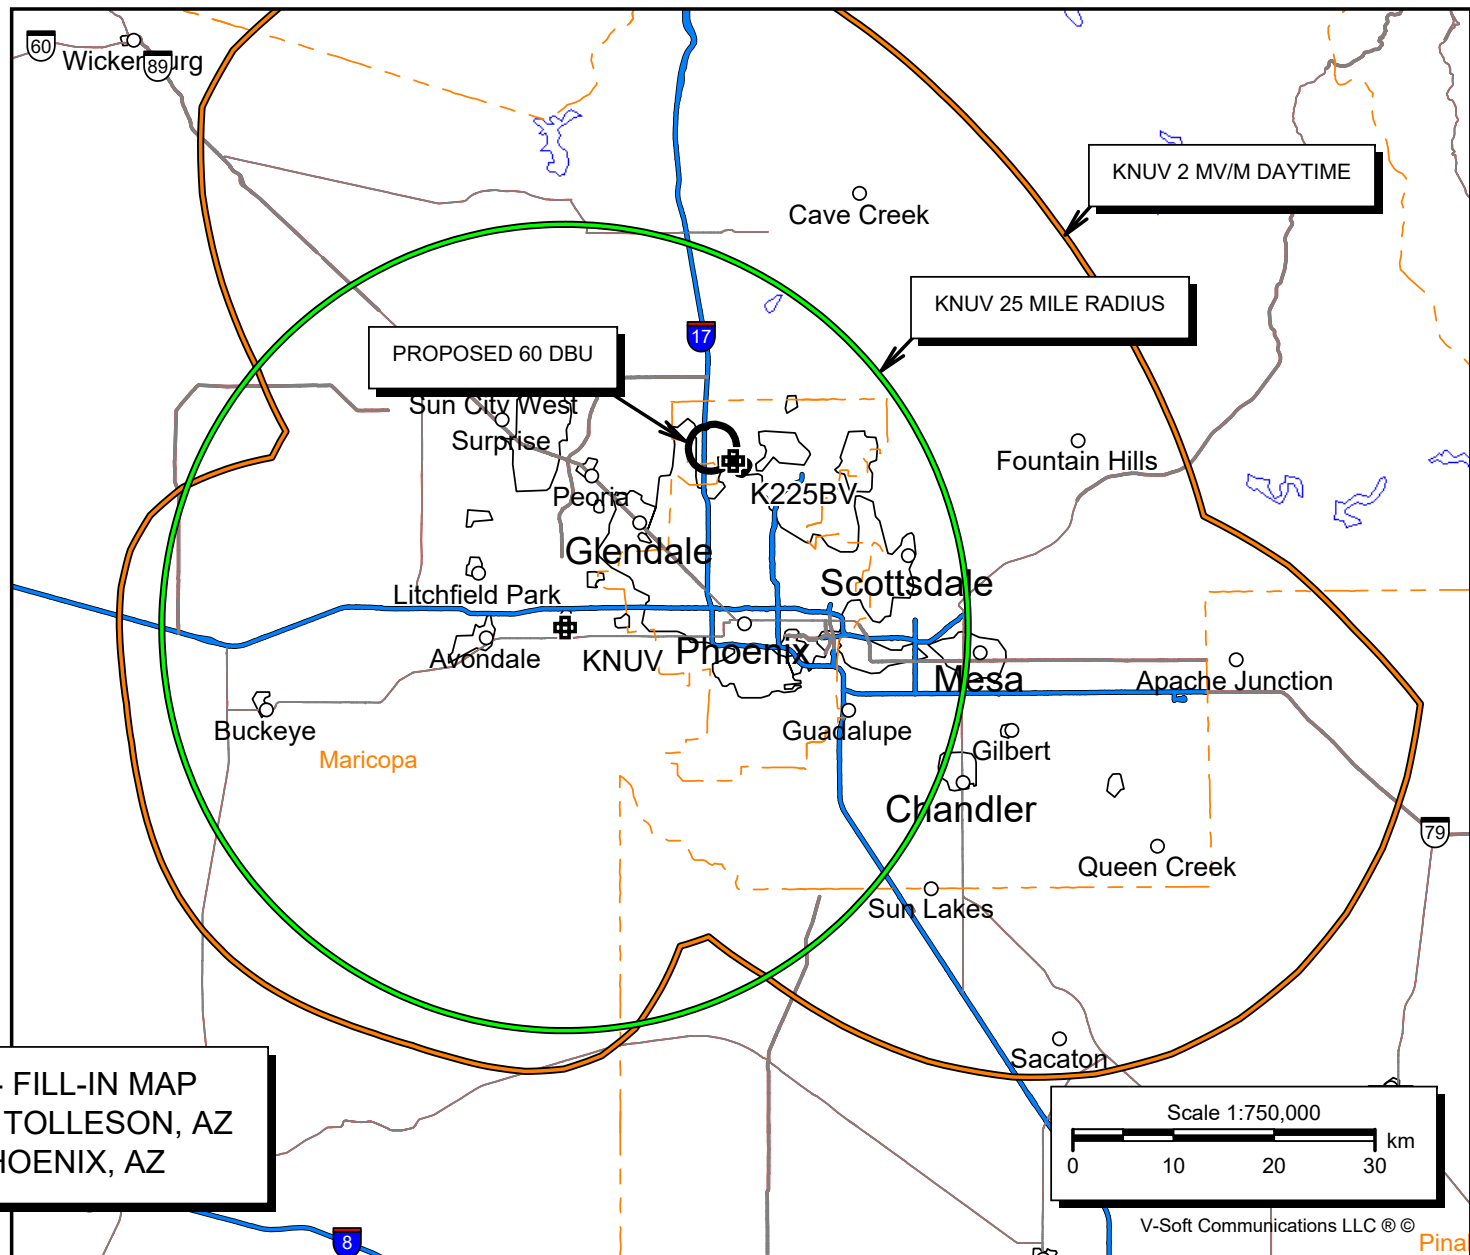 60
Wickenburg
89
KNUV 2 MV/M DAYTIME
Cave Creek
KNUV 25 MILE RADIUS
17
PROPOSED 60 DBU
Sun City West
Surprise
Fountain Hills
Peoria
K225BV
Glendale
Scottsdale
Litchfield Park
Avondale
KNUV
Phoenix
Mesa
Apache Junction
Buckeye
Guadalupe
Gilbert
Maricopa
Chandler
79
Queen Creek
Sun Lakes
Sacaton
FILL-IN MAP
TOLLESON, AZ
HOENIX, AZ
Scale 1:750,000
km
0 10 20 30
V-Soft Communications LLC ® ©
8
Pinal